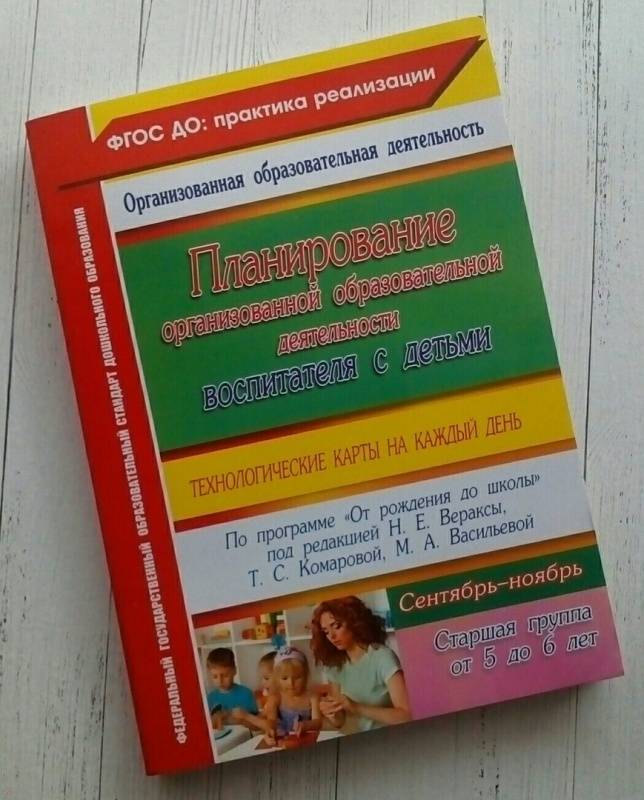 ФГОС ДО: практика реализации
Организованная образовательная деятельность
Планирование
организованной образовательной
деятельности
воспитателя с детьми
ТЕХНОЛОГИЧЕСКИЕ КАРТЫ НА КАЖДЫЙ ДЕНЬ
По программе «От рождения до школы»
под редакцией Н. Е. Вераксы,
Т. С. Комаровой, М. А. Васильевой
Сентябрь–ноябрь
Старшая группа
от 5 до 6 лет
ФЕДЕРАЛЬНЫЙ ГОСУДАРСТВЕННЫЙ ОБРАЗОВАТЕЛЬНЫЙ СТАНДАРТ ДОШКОЛЬНОГО ОБРАЗОВАНИЯ